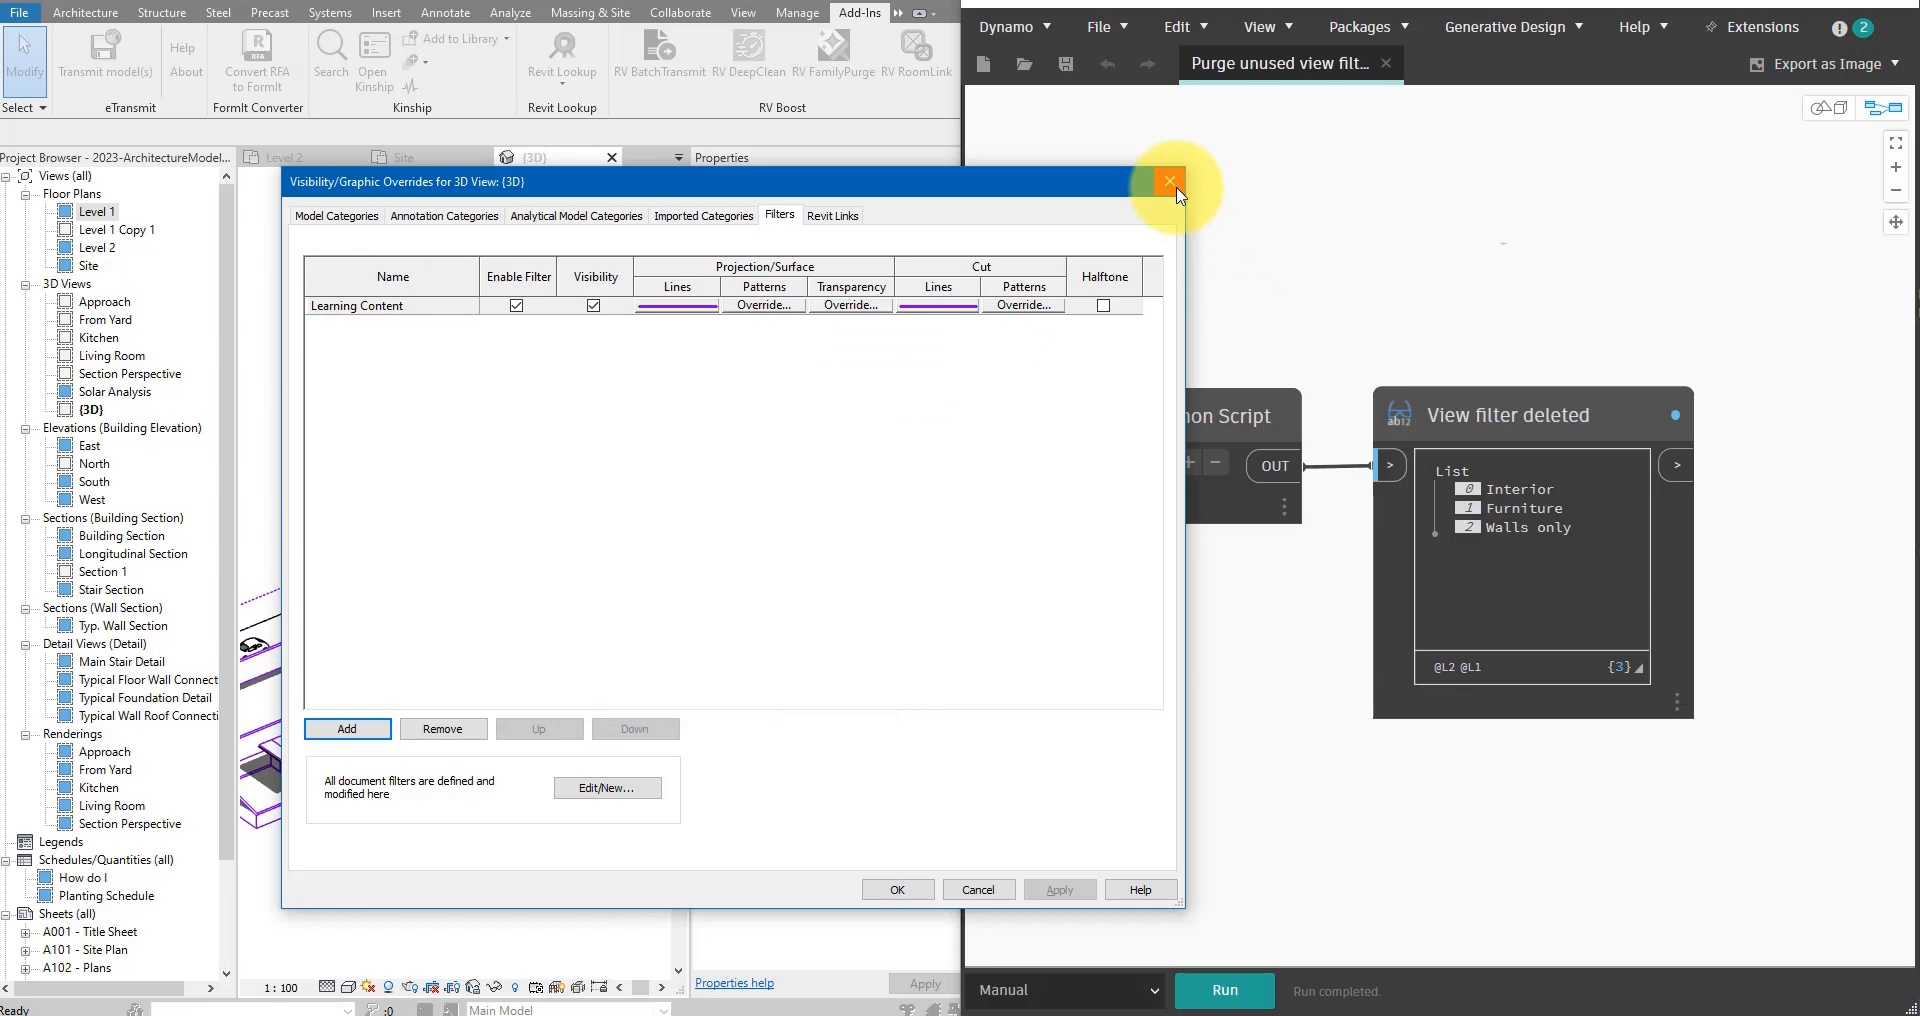 File Architecture Structure Steel Precast Systems Insert Annotate Analyze Massing & Site Collaborate View Manage Add-Ins
Modify
Select
Transmit model(s)
eTransmit
Help
About
Convert RFA
to FormIt
FormIt Converter
Search
Open
Kinship
Add to Library
Kinship
Revit Lookup
Revit Lookup
RV BatchTransmit RV DeepClean RV FamilyPurge RV RoomLink
RV Boost
Project Browser - 2023-ArchitectureModel...
Level 2
Site
{3D}
Properties
Views (all)
Floor Plans
Level 1
Level 1 Copy 1
Level 2
Site
3D Views
Approach
From Yard
Kitchen
Living Room
Section Perspective
Solar Analysis
{3D}
Elevations (Building Elevation)
East
North
South
West
Sections (Building Section)
Building Section
Longitudinal Section
Section 1
Stair Section
Sections (Wall Section)
Typ. Wall Section
Detail Views (Detail)
Main Stair Detail
Typical Floor Wall Connect
Typical Foundation Detail
Typical Wall Roof Connecti
Renderings
Approach
From Yard
Kitchen
Living Room
Section Perspective
Legends
Schedules/Quantities (all)
How do I
Planting Schedule
Sheets (all)
A001 - Title Sheet
A101 - Site Plan
A102 - Plans
Ready
Visibility/Graphic Overrides for 3D View: {3D}
Model Categories Annotation Categories Analytical Model Categories Imported Categories Filters Revit Links
Name Enable Filter Visibility Projection/Surface Cut Halftone
Lines Patterns Transparency Lines Patterns
Learning Content Override... Override... Override...
Add Remove Up Down
All document filters are defined and
modified here
Edit/New...
OK Cancel Apply Help
1 : 100
Properties help
Apply
:0
Main Model
Dynamo File Edit View Packages Generative Design Help Extensions 2
Purge unused view filt...
Export as Image
hon Script
OUT
View filter deleted
>
>
List
0 Interior
1 Furniture
2 Walls only
@L2 @L1 {3}
Manual
Run
Run completed.